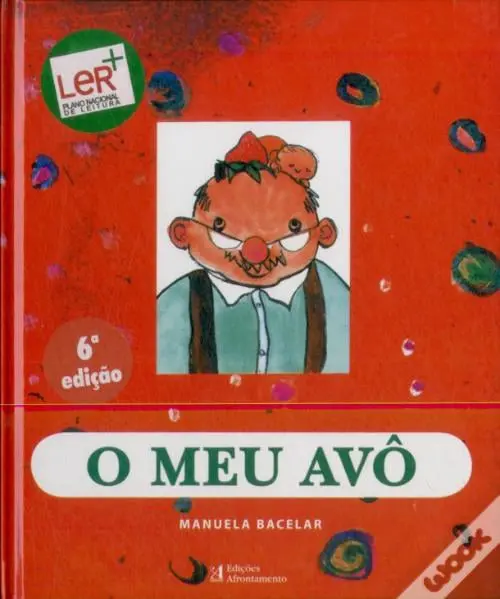 LeR+
PLANO NACIONAL
DE LEITURA
6ª
edição
O MEU AVÔ
MANUELA BACELAR
Edições
Afrontamento
wook